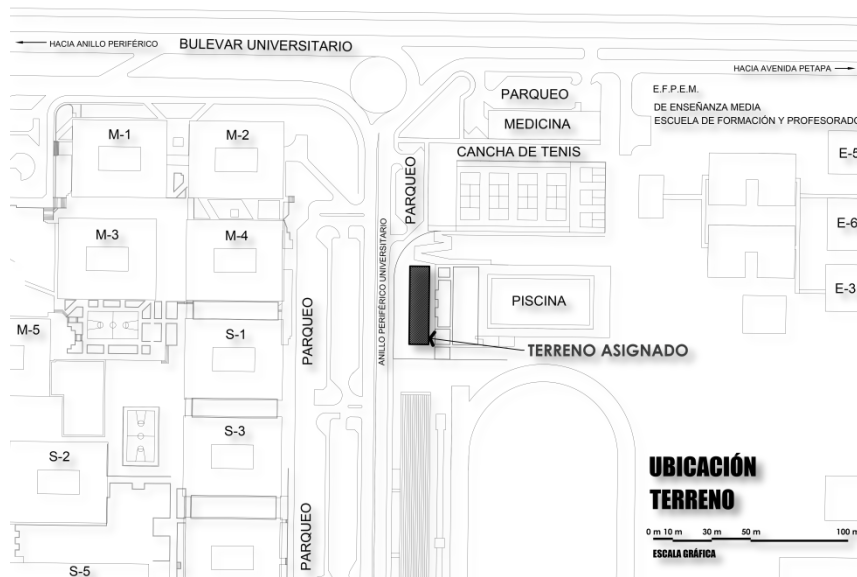 HACIA ANILLO PERIFÉRICO
BULEVAR UNIVERSITARIO
HACIA AVENIDA PETAPA
PARQUEO
MEDICINA
E.F.P.E.M.
DE ENSEÑANZA MEDIA
ESCUELA DE FORMACIÓN Y PROFESORADO
M-1
M-2
CANCHA DE TENIS
E-5
PARQUEO
M-3
M-4
ANILLO PERIFÉRICO UNIVERSITARIO
E-6
E-3
PISCINA
M-5
S-1
PARQUEO
TERRENO ASIGNADO
S-2
S-3
UBICACIÓN
TERRENO
0 m 10 m 30 m 50 m 100 m
ESCALA GRÁFICA
PARQUEO
S-5